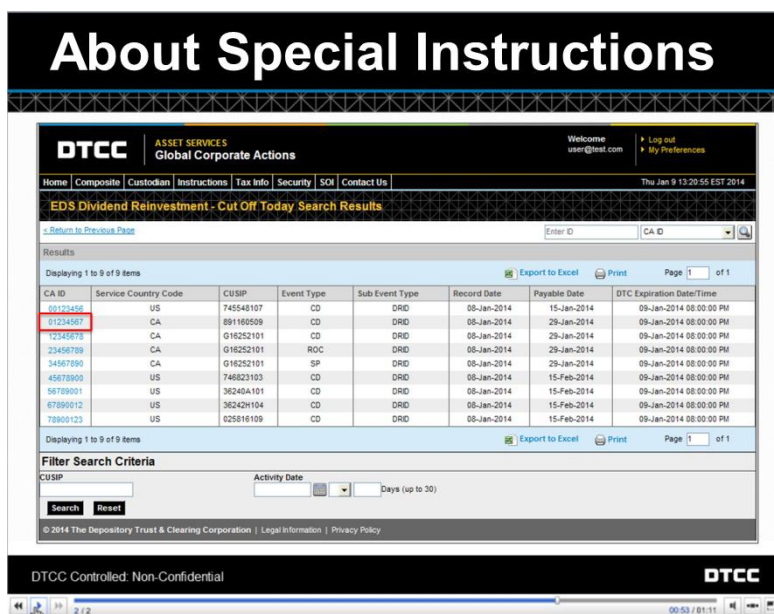 About Special Instructions
DTCC ASSET SERVICES Global Corporate Actions
Welcome user@test.com
Log out
My Preferences
Home Composite Custodian Instructions Tax Info Security SOI Contact Us Thu Jan 9 13:20:55 EST 2014
EDS Dividend Reinvestment - Cut Off Today Search Results
< Return to Previous Page Enter ID CA ID
Results
Displaying 1 to 9 of 9 items Export to Excel Print Page 1 of 1
CA ID Service Country Code CUSIP Event Type Sub Event Type Record Date Payable Date DTC Expiration Date/Time
00123456 US 745548107 CD DRID 08-Jan-2014 15-Jan-2014 09-Jan-2014 08:00:00 PM
01234567 CA 891160509 CD DRID 08-Jan-2014 29-Jan-2014 09-Jan-2014 08:00:00 PM
12345678 CA G16252101 CD DRID 08-Jan-2014 29-Jan-2014 09-Jan-2014 08:00:00 PM
23456789 CA G16252101 ROC DRID 08-Jan-2014 29-Jan-2014 09-Jan-2014 08:00:00 PM
34567890 CA G16252101 SP DRID 08-Jan-2014 29-Jan-2014 09-Jan-2014 08:00:00 PM
45678900 US 746823103 CD DRID 08-Jan-2014 15-Feb-2014 09-Jan-2014 08:00:00 PM
56789001 US 36240A101 CD DRID 08-Jan-2014 15-Feb-2014 09-Jan-2014 08:00:00 PM
67890012 US 36242H104 CD DRID 08-Jan-2014 15-Feb-2014 09-Jan-2014 08:00:00 PM
78900123 US 025816109 CD DRID 08-Jan-2014 15-Feb-2014 09-Jan-2014 08:00:00 PM
Displaying 1 to 9 of 9 items Export to Excel Print Page 1 of 1
Filter Search Criteria
CUSIP Activity Date
Days (up to 30)
Search Reset
© 2014 The Depository Trust & Clearing Corporation | Legal Information | Privacy Policy
DTCC Controlled: Non-Confidential DTCC
2 / 2 00:53 / 01:11